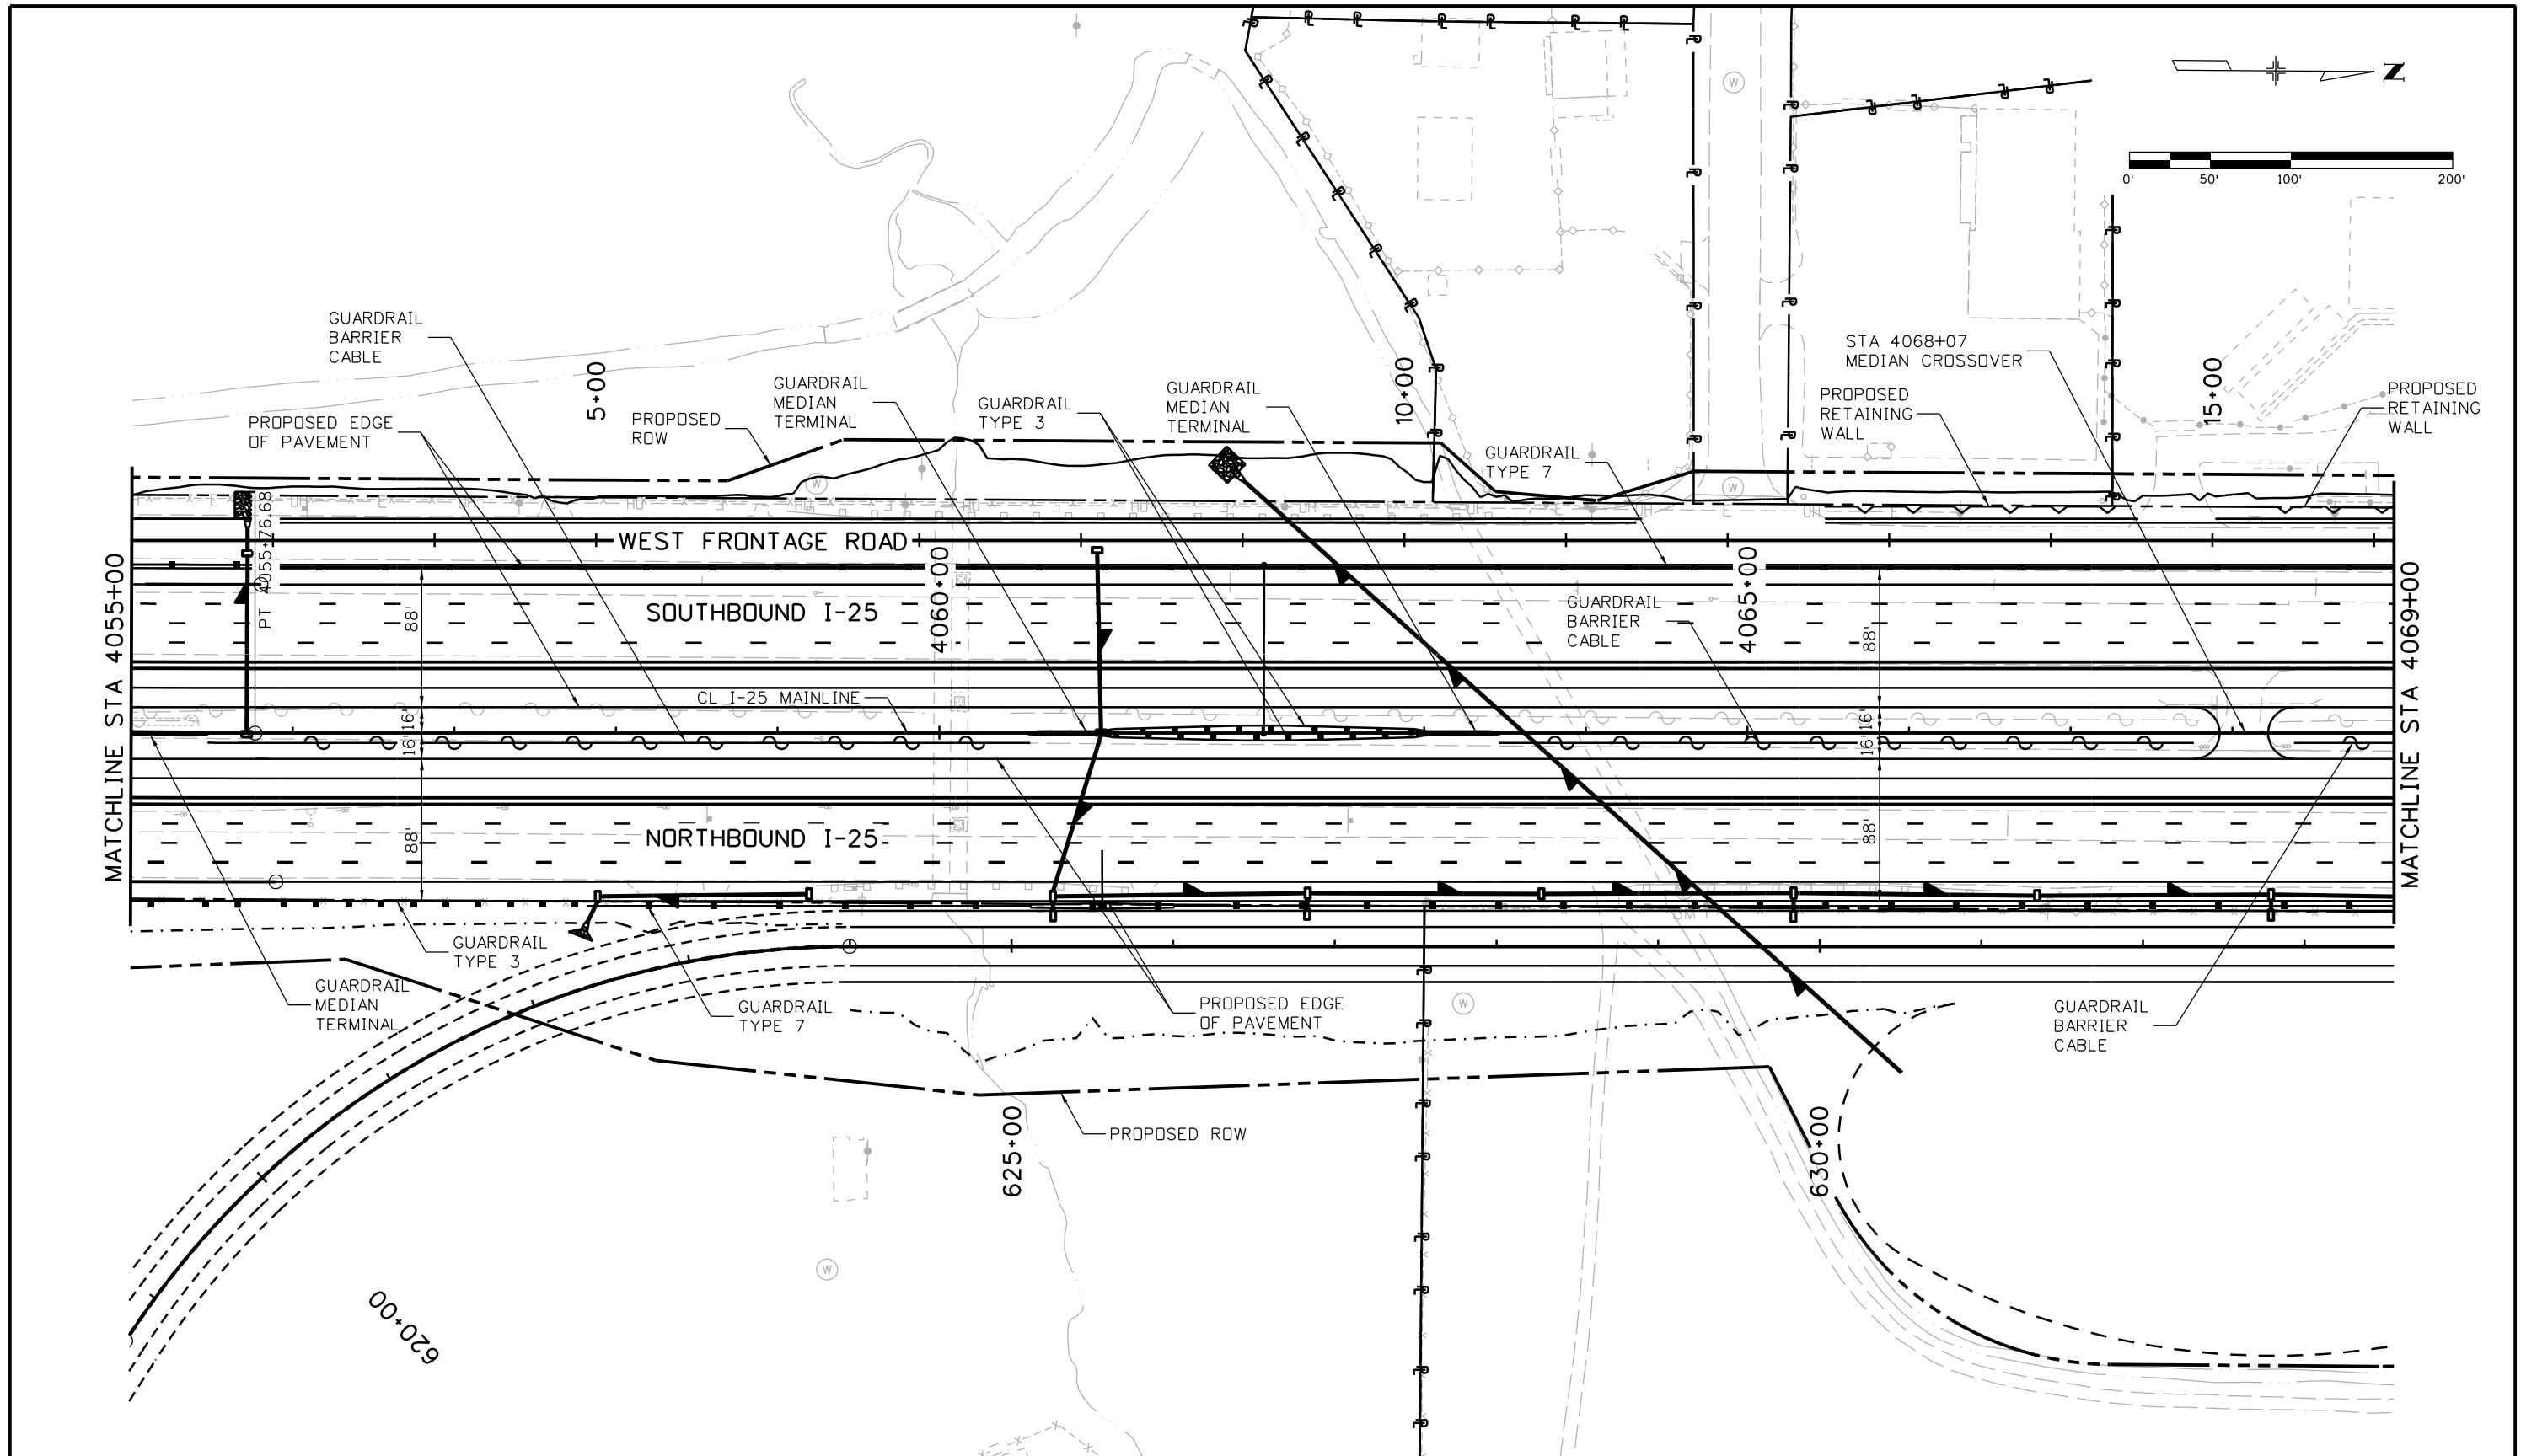 N
0' 50' 100' 200'
GUARDRAIL
BARRIER
CABLE
PROPOSED EDGE
OF PAVEMENT
5+00
PROPOSED
ROW
GUARDRAIL
MEDIAN
TERMINAL
GUARDRAIL
TYPE 3
GUARDRAIL
MEDIAN
TERMINAL
10+00
GUARDRAIL
TYPE 7
STA 4068+07
MEDIAN CROSSOVER
PROPOSED
RETAINING
WALL
15+00
PROPOSED
RETAINING
WALL
W
W
W
WEST FRONTAGE ROAD
PT 4055+76.68
MATCHLINE STA 4055+00
88'
SOUTHBOUND I-25
4060+00
GUARDRAIL
BARRIER
CABLE
4065+00
88'
MATCHLINE STA 4069+00
CL I-25 MAINLINE
16'
16'
16'
16'
88'
NORTHBOUND I-25
88'
GUARDRAIL
TYPE 3
GUARDRAIL
MEDIAN
TERMINAL
GUARDRAIL
TYPE 7
PROPOSED EDGE
OF PAVEMENT
W
GUARDRAIL
BARRIER
CABLE
PROPOSED ROW
625+00
630+00
W
620+00